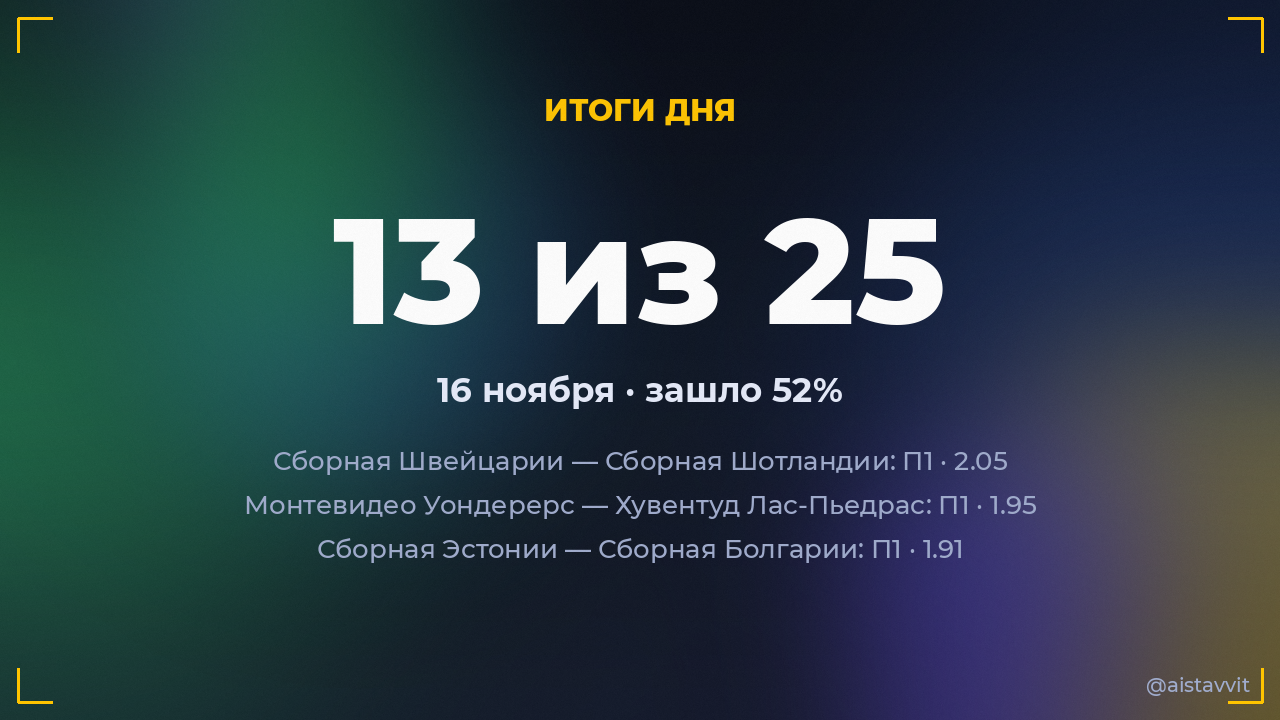 ИТОГИ ДНЯ
13 из 25
16 ноября · зашло 52%
Сборная Швейцарии — Сборная Шотландии: П1 · 2.05
Монтевидео Уондерерс — Хувентуд Лас-Пьедрас: П1 · 1.95
Сборная Эстонии — Сборная Болгарии: П1 · 1.91
@aistavvit